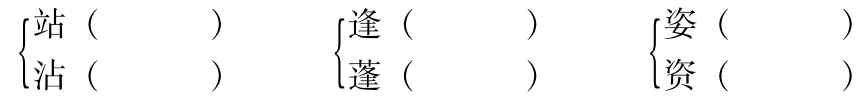 站（ ） 逢（ ） 姿（ ）
沾（ ） 蓬（ ） 资（ ）